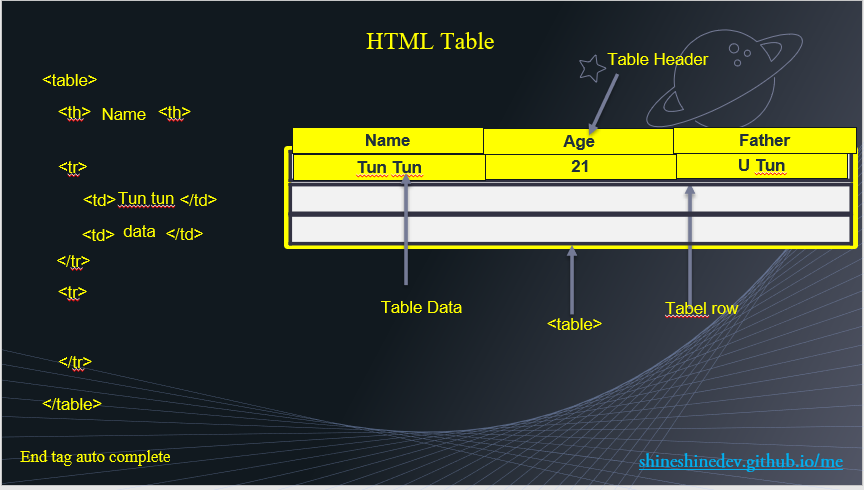 HTML Table
<table>
<th> Name <th>
<tr>
<td> Tun tun </td>
<td> data </td>
</tr>
<tr>
</tr>
</table>
End tag auto complete
Table Header
Name Age Father
Tun Tun 21 U Tun
Table Data
<table>
Tabel row
shineshinedev.github.io/me